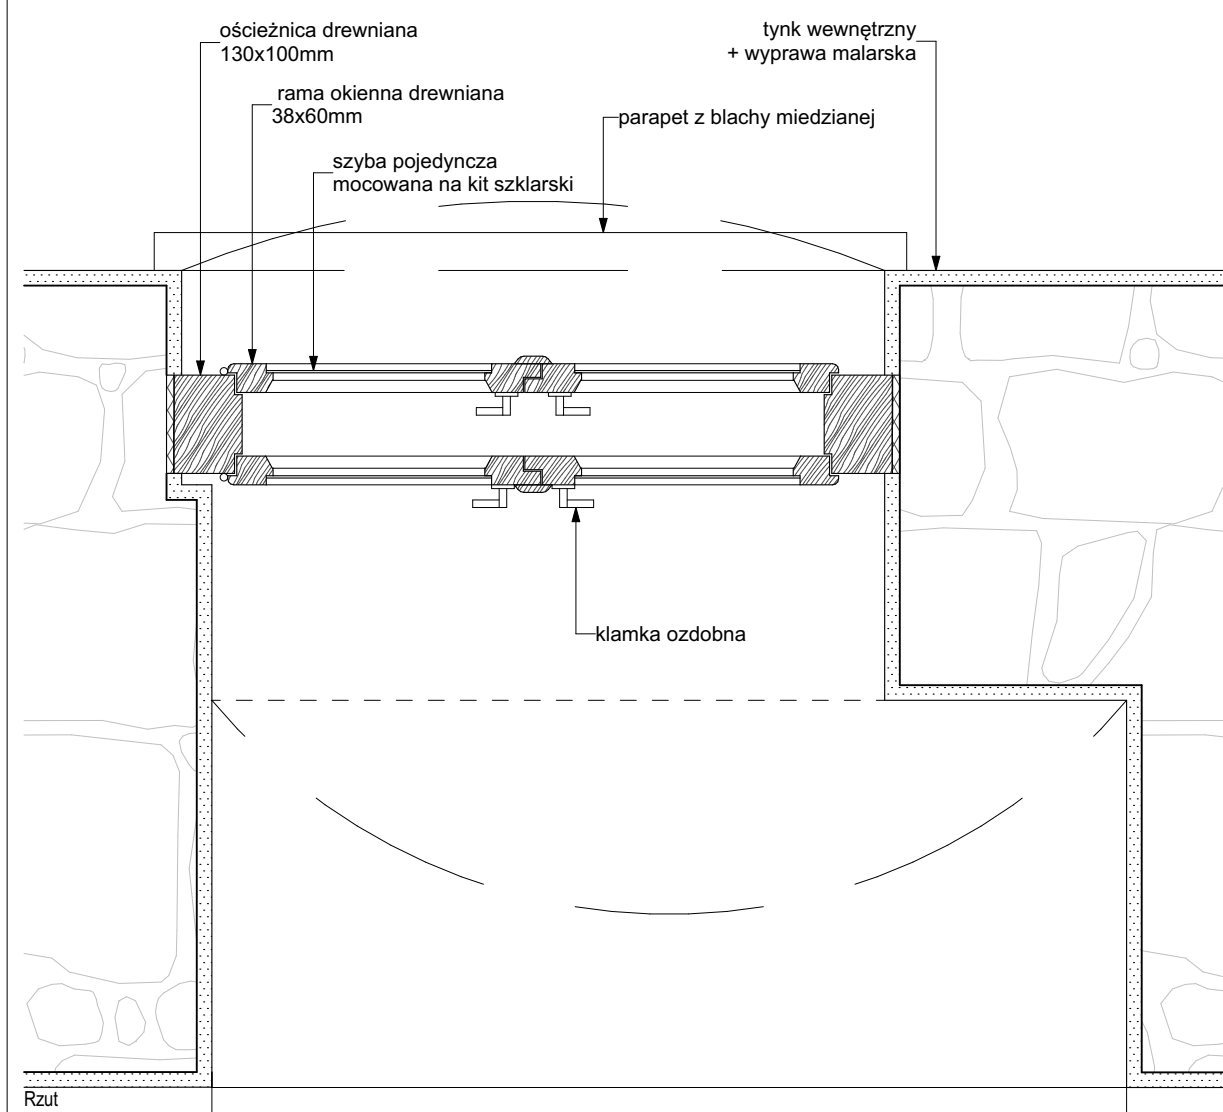 ościeżnica drewniana
130x100mm
tynk wewnętrzny
+ wyprawa malarska
rama okienna drewniana
38x60mm
parapet z blachy miedzianej
szyba pojedyncza
mocowana na kit szklarski
klamka ozdobna
Rzut